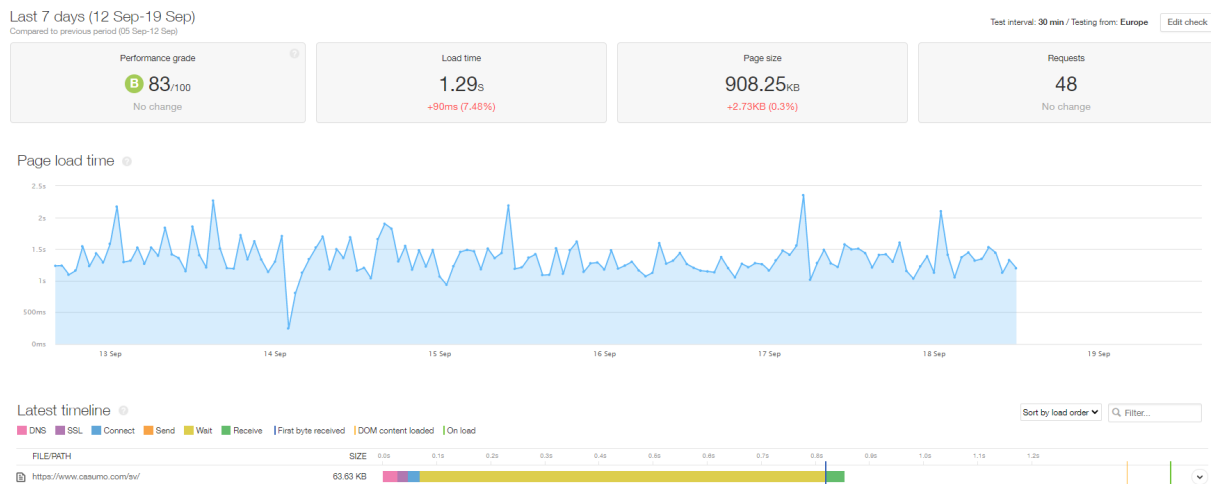 Last 7 days (12 Sep-19 Sep)
Compared to previous period (05 Sep-12 Sep)
Test interval: 30 min / Testing from: Europe
Edit check
Performance grade
B 83/100
No change
Load time
1.29s
+90ms (7.48%)
Page size
908.25KB
+2.73KB (0.3%)
Requests
48
No change
Page load time
2.5s
2s
1.5s
1s
500ms
0ms
13 Sep 14 Sep 15 Sep 16 Sep 17 Sep 18 Sep 19 Sep
Latest timeline
Sort by load order
Filter...
DNS SSL Connect Send Wait Receive First byte received DOM content loaded On load
FILE/PATH SIZE 0.0s 0.1s 0.2s 0.3s 0.4s 0.5s 0.6s 0.7s 0.8s 0.9s 1.0s 1.1s 1.2s
https://www.casumo.com/sv/ 63.63 KB